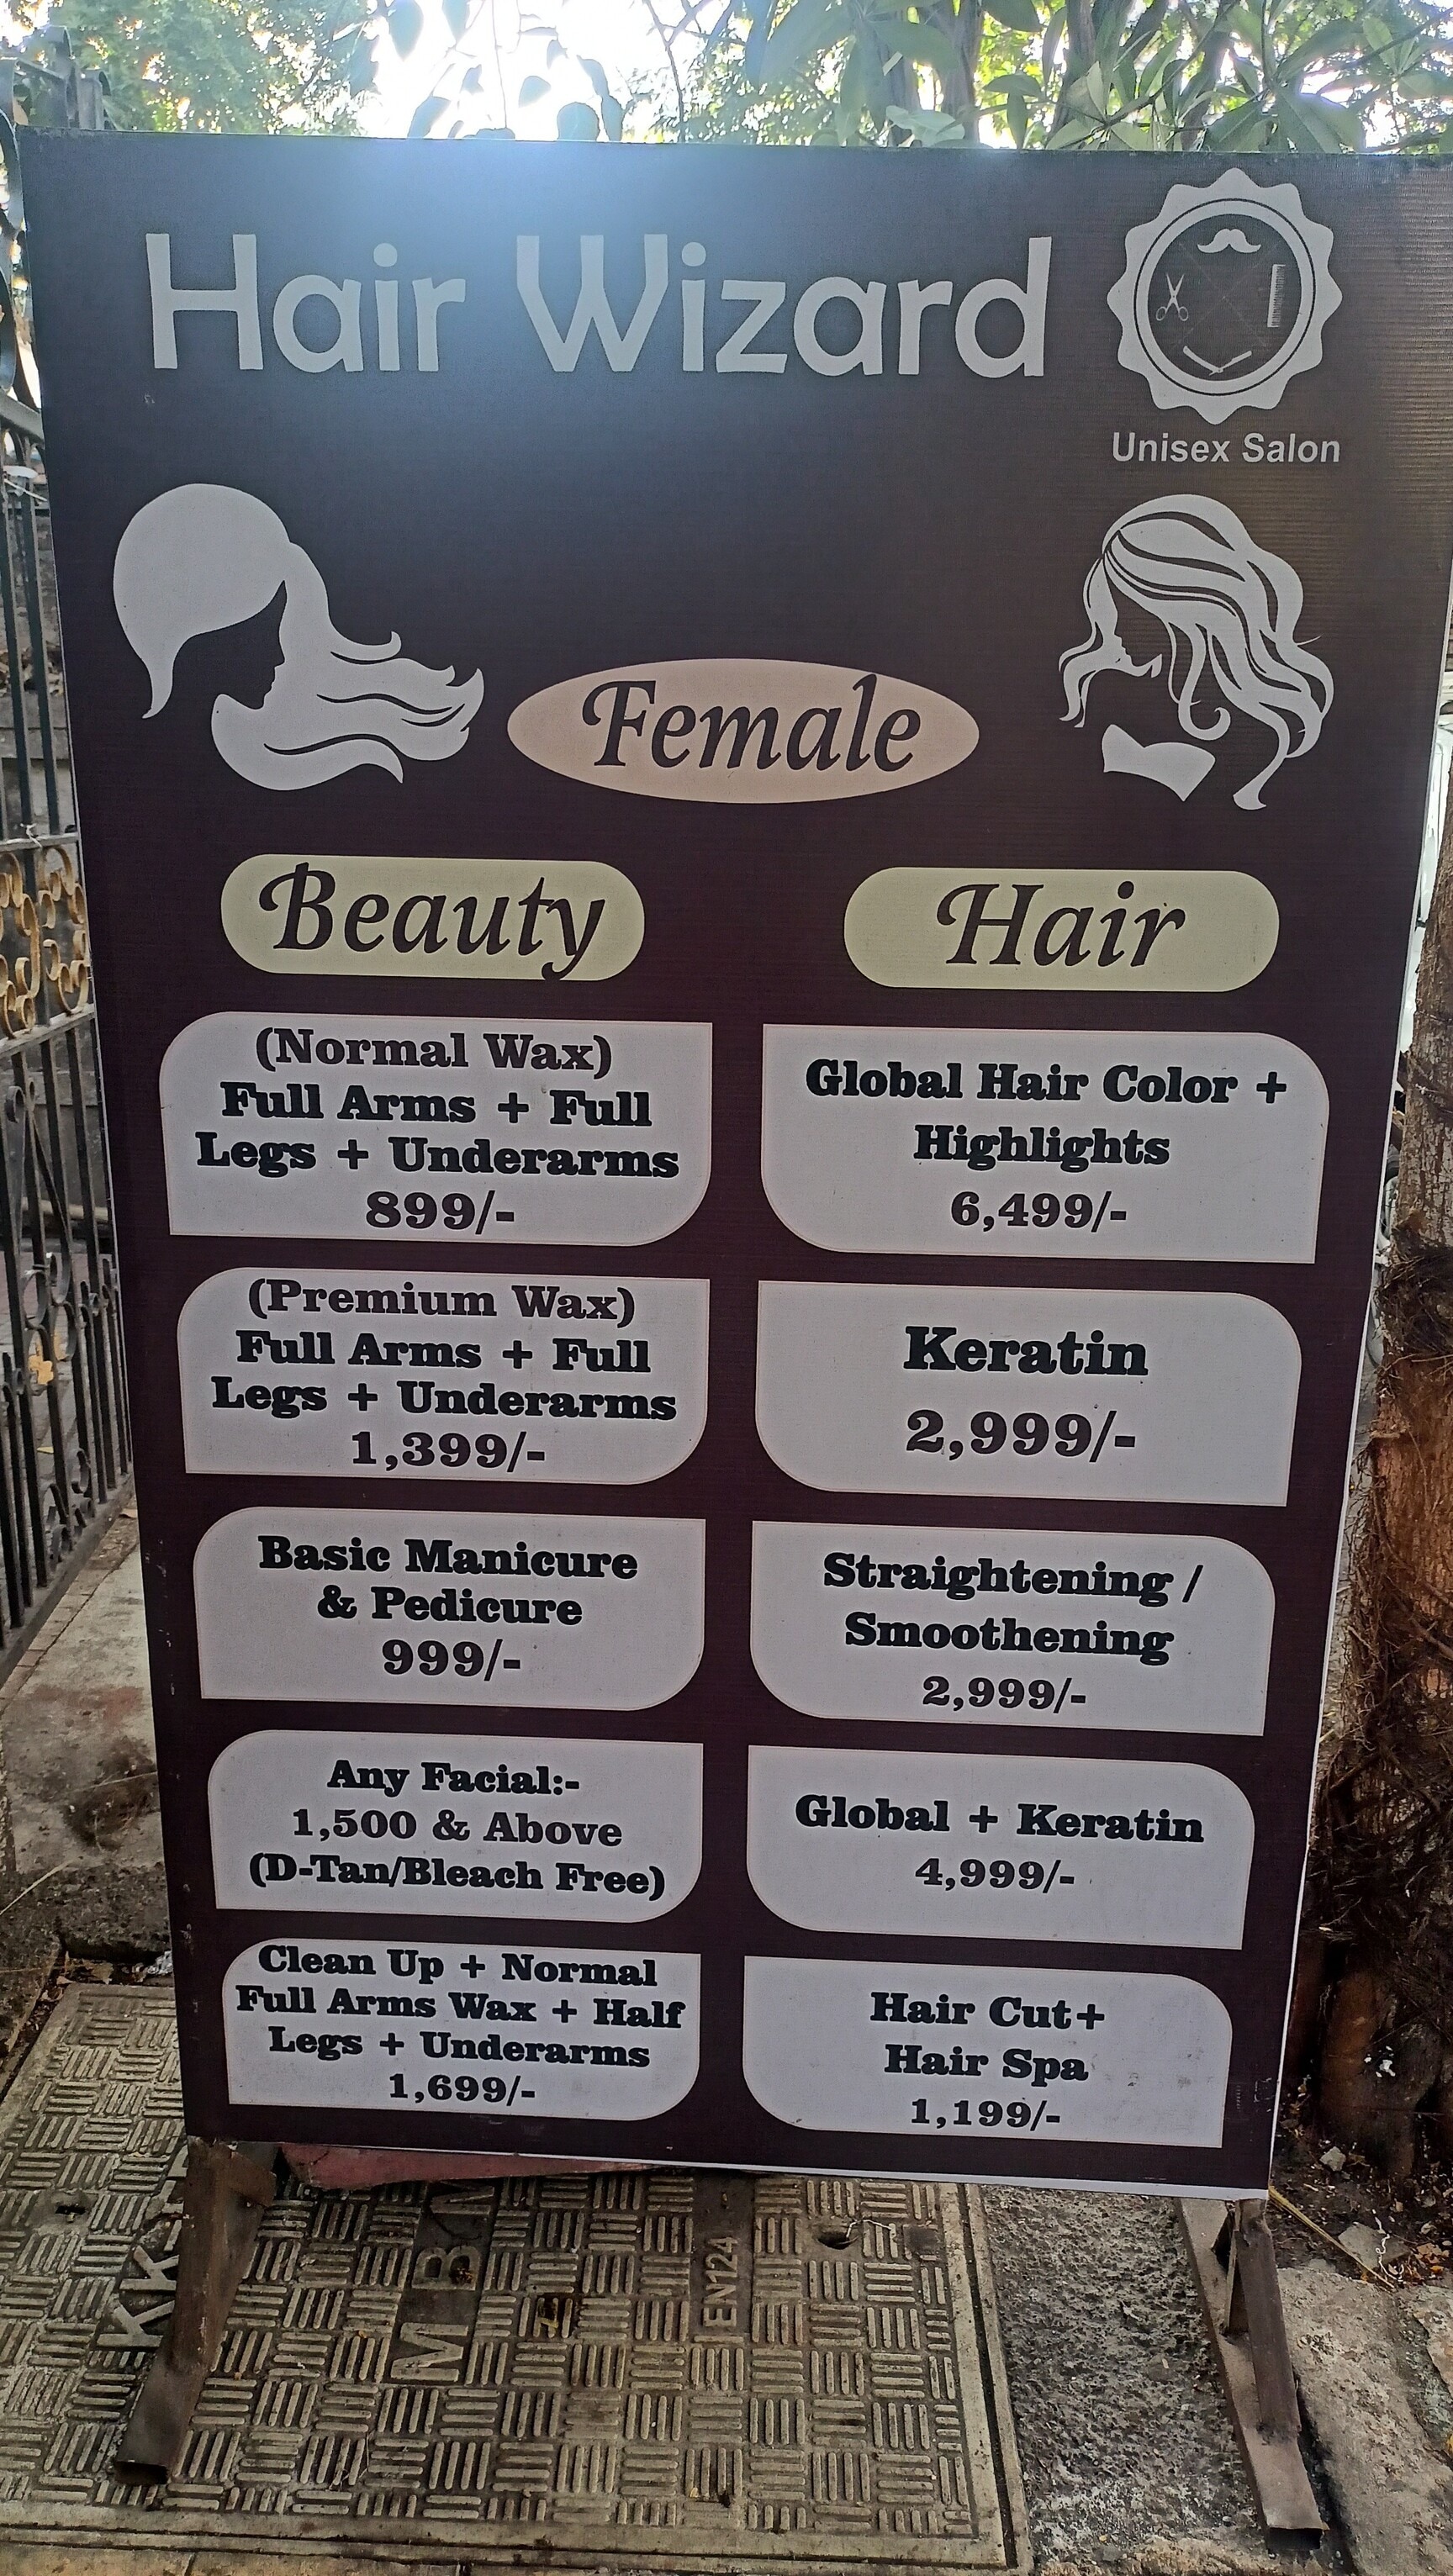 Hair Wizard
Unisex Salon
Female
Beauty
(Normal Wax)
Full Arms + Full
Legs + Underarms
899/-
(Premium Wax)
Full Arms + Full
Legs + Underarms
1,399/-
Basic Manicure
& Pedicure
999/-
Any Facial:-
1,500 & Above
(D-Tan/Bleach Free)
Clean Up + Normal
Full Arms Wax + Half
Legs + Underarms
1,699/-
Hair
Global Hair Color +
Highlights
6,499/-
Keratin
2,999/-
Straightening /
Smoothening
2,999/-
Global + Keratin
4,999/-
Hair Cut+
Hair Spa
1,199/-
EN124